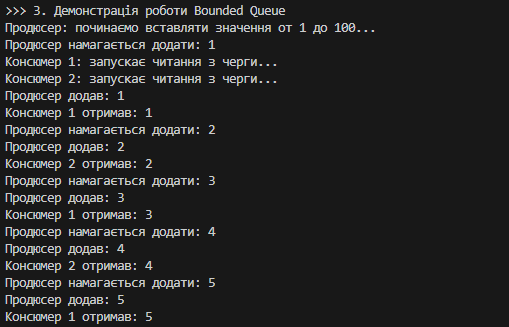 >>> 3. Демонстрація роботи Bounded Queue
Продюсер: починаємо вставляти значення от 1 до 100...
Продюсер намагається додати: 1
Консюмер 1: запускає читання з черги...
Консюмер 2: запускає читання з черги...
Продюсер додав: 1
Консюмер 1 отримав: 1
Продюсер намагається додати: 2
Продюсер додав: 2
Консюмер 2 отримав: 2
Продюсер намагається додати: 3
Продюсер додав: 3
Консюмер 1 отримав: 3
Продюсер намагається додати: 4
Продюсер додав: 4
Консюмер 2 отримав: 4
Продюсер намагається додати: 5
Продюсер додав: 5
Консюмер 1 отримав: 5